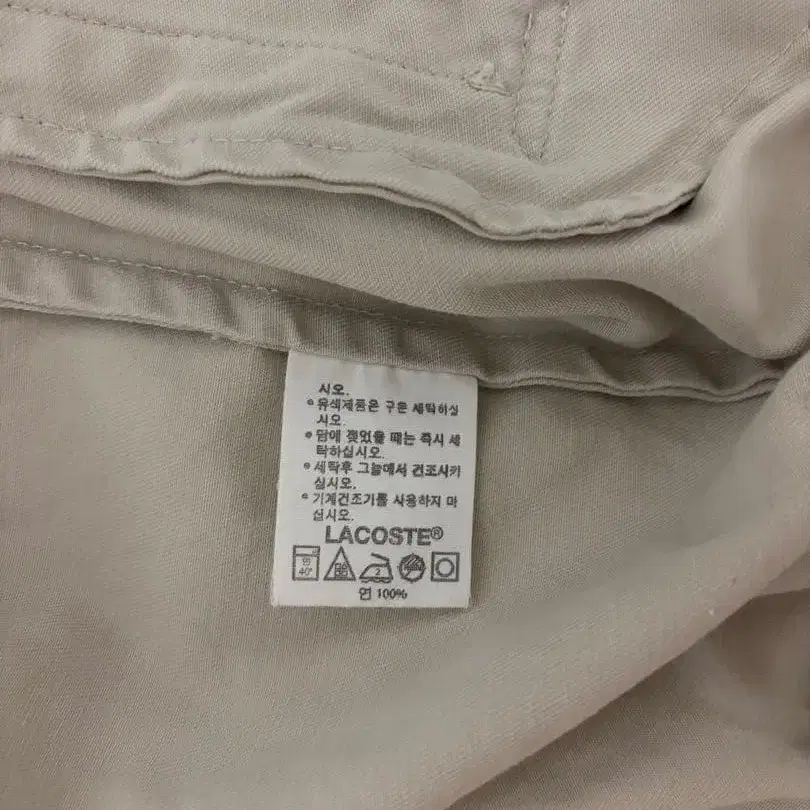 시오.
• 유색제품은 구분 세탁하십
시오.
• 땀에 젖었을 때는 즉시 세
탁하십시오.
• 세탁후 그늘에서 건조시키
십시오.
• 기계건조기를 사용하지 마
십시오.
LACOSTE®
약 40° 2
면 100%